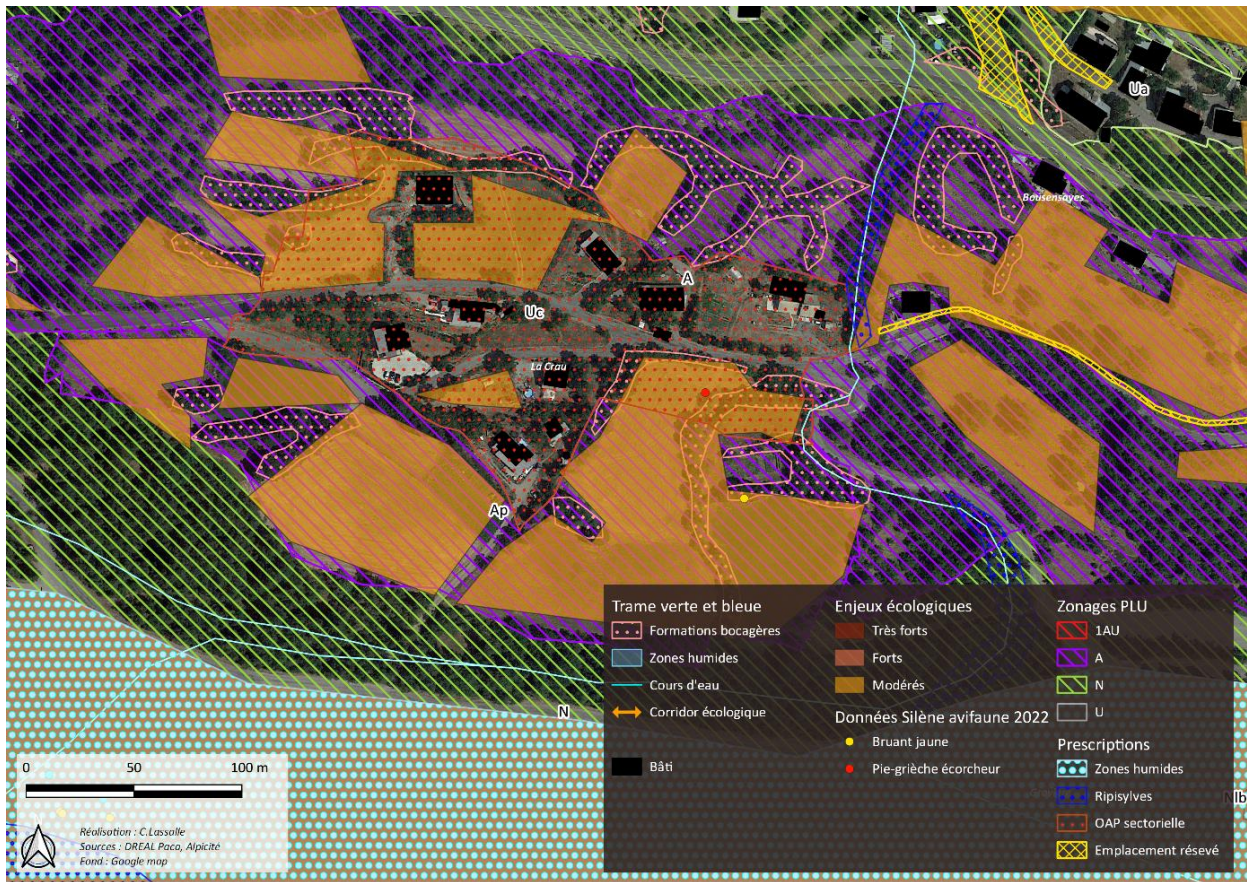 Ua
Bousensayes
A
Uc
La Crau
Ap
N
Nlb
Trame verte et bleue
Formations bocagères
Zones humides
Cours d'eau
Corridor écologique
Bâti
Enjeux écologiques
Très forts
Forts
Modérés
Données Silène avifaune 2022
Bruant jaune
Pie-grièche écorcheur
Zonages PLU
1AU
A
N
U
Prescriptions
Zones humides
Ripisylves
OAP sectorielle
Emplacement résevé
0 50 100 m
Réalisation : C.Lassalle
Sources : DREAL Paca, Alpicité
Fond : Google map